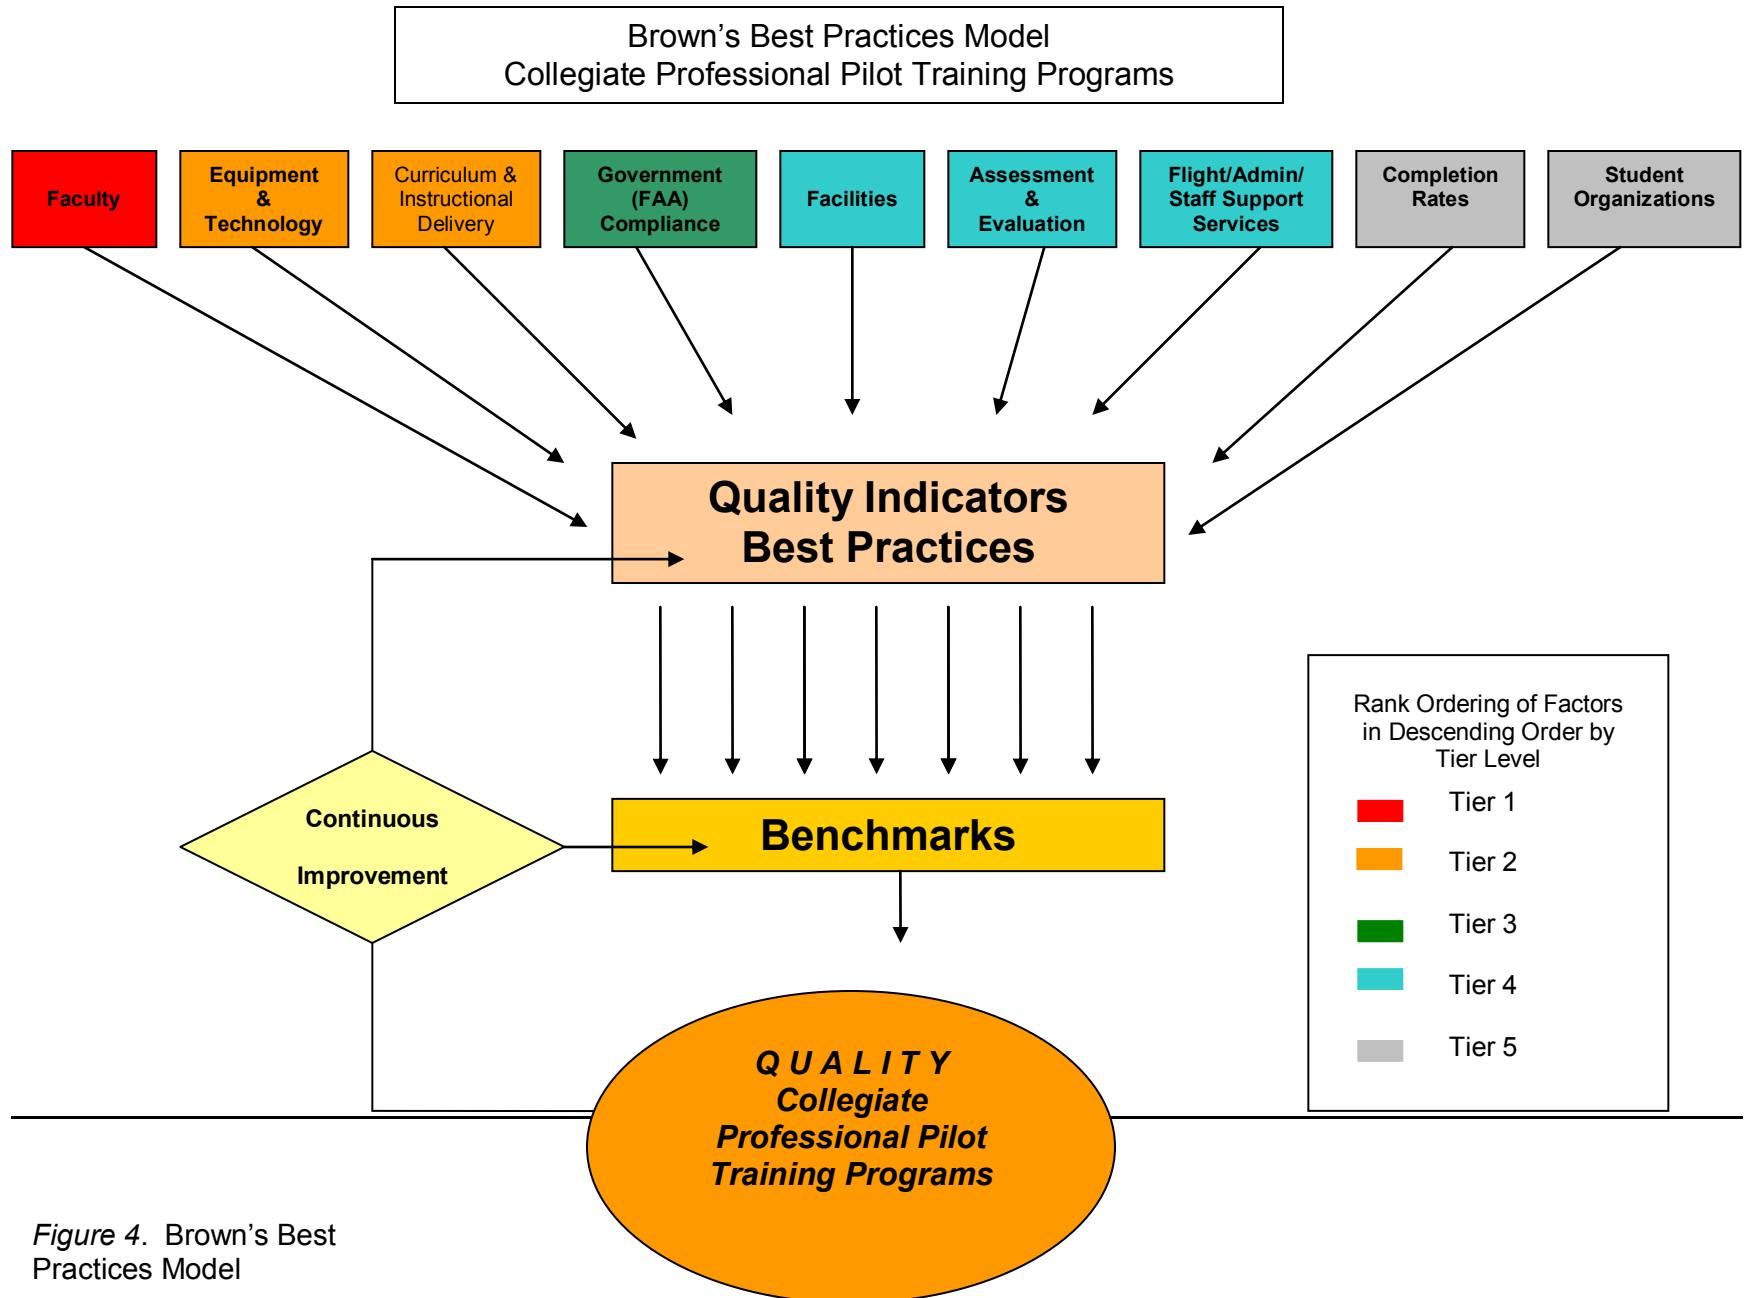 Brown’s Best Practices Model
Collegiate Professional Pilot Training Programs
Faculty
Equipment
&
Technology
Curriculum &
Instructional
Delivery
Government
(FAA)
Compliance
Facilities
Assessment
&
Evaluation
Flight/Admin/
Staff Support
Services
Completion
Rates
Student
Organizations
Quality Indicators
Best Practices
Continuous
Improvement
Benchmarks
Rank Ordering of Factors
in Descending Order by
Tier Level
Tier 1
Tier 2
Tier 3
Tier 4
Tier 5
Q U A L I T Y
Collegiate
Professional Pilot
Training Programs
Figure 4. Brown’s Best
Practices Model